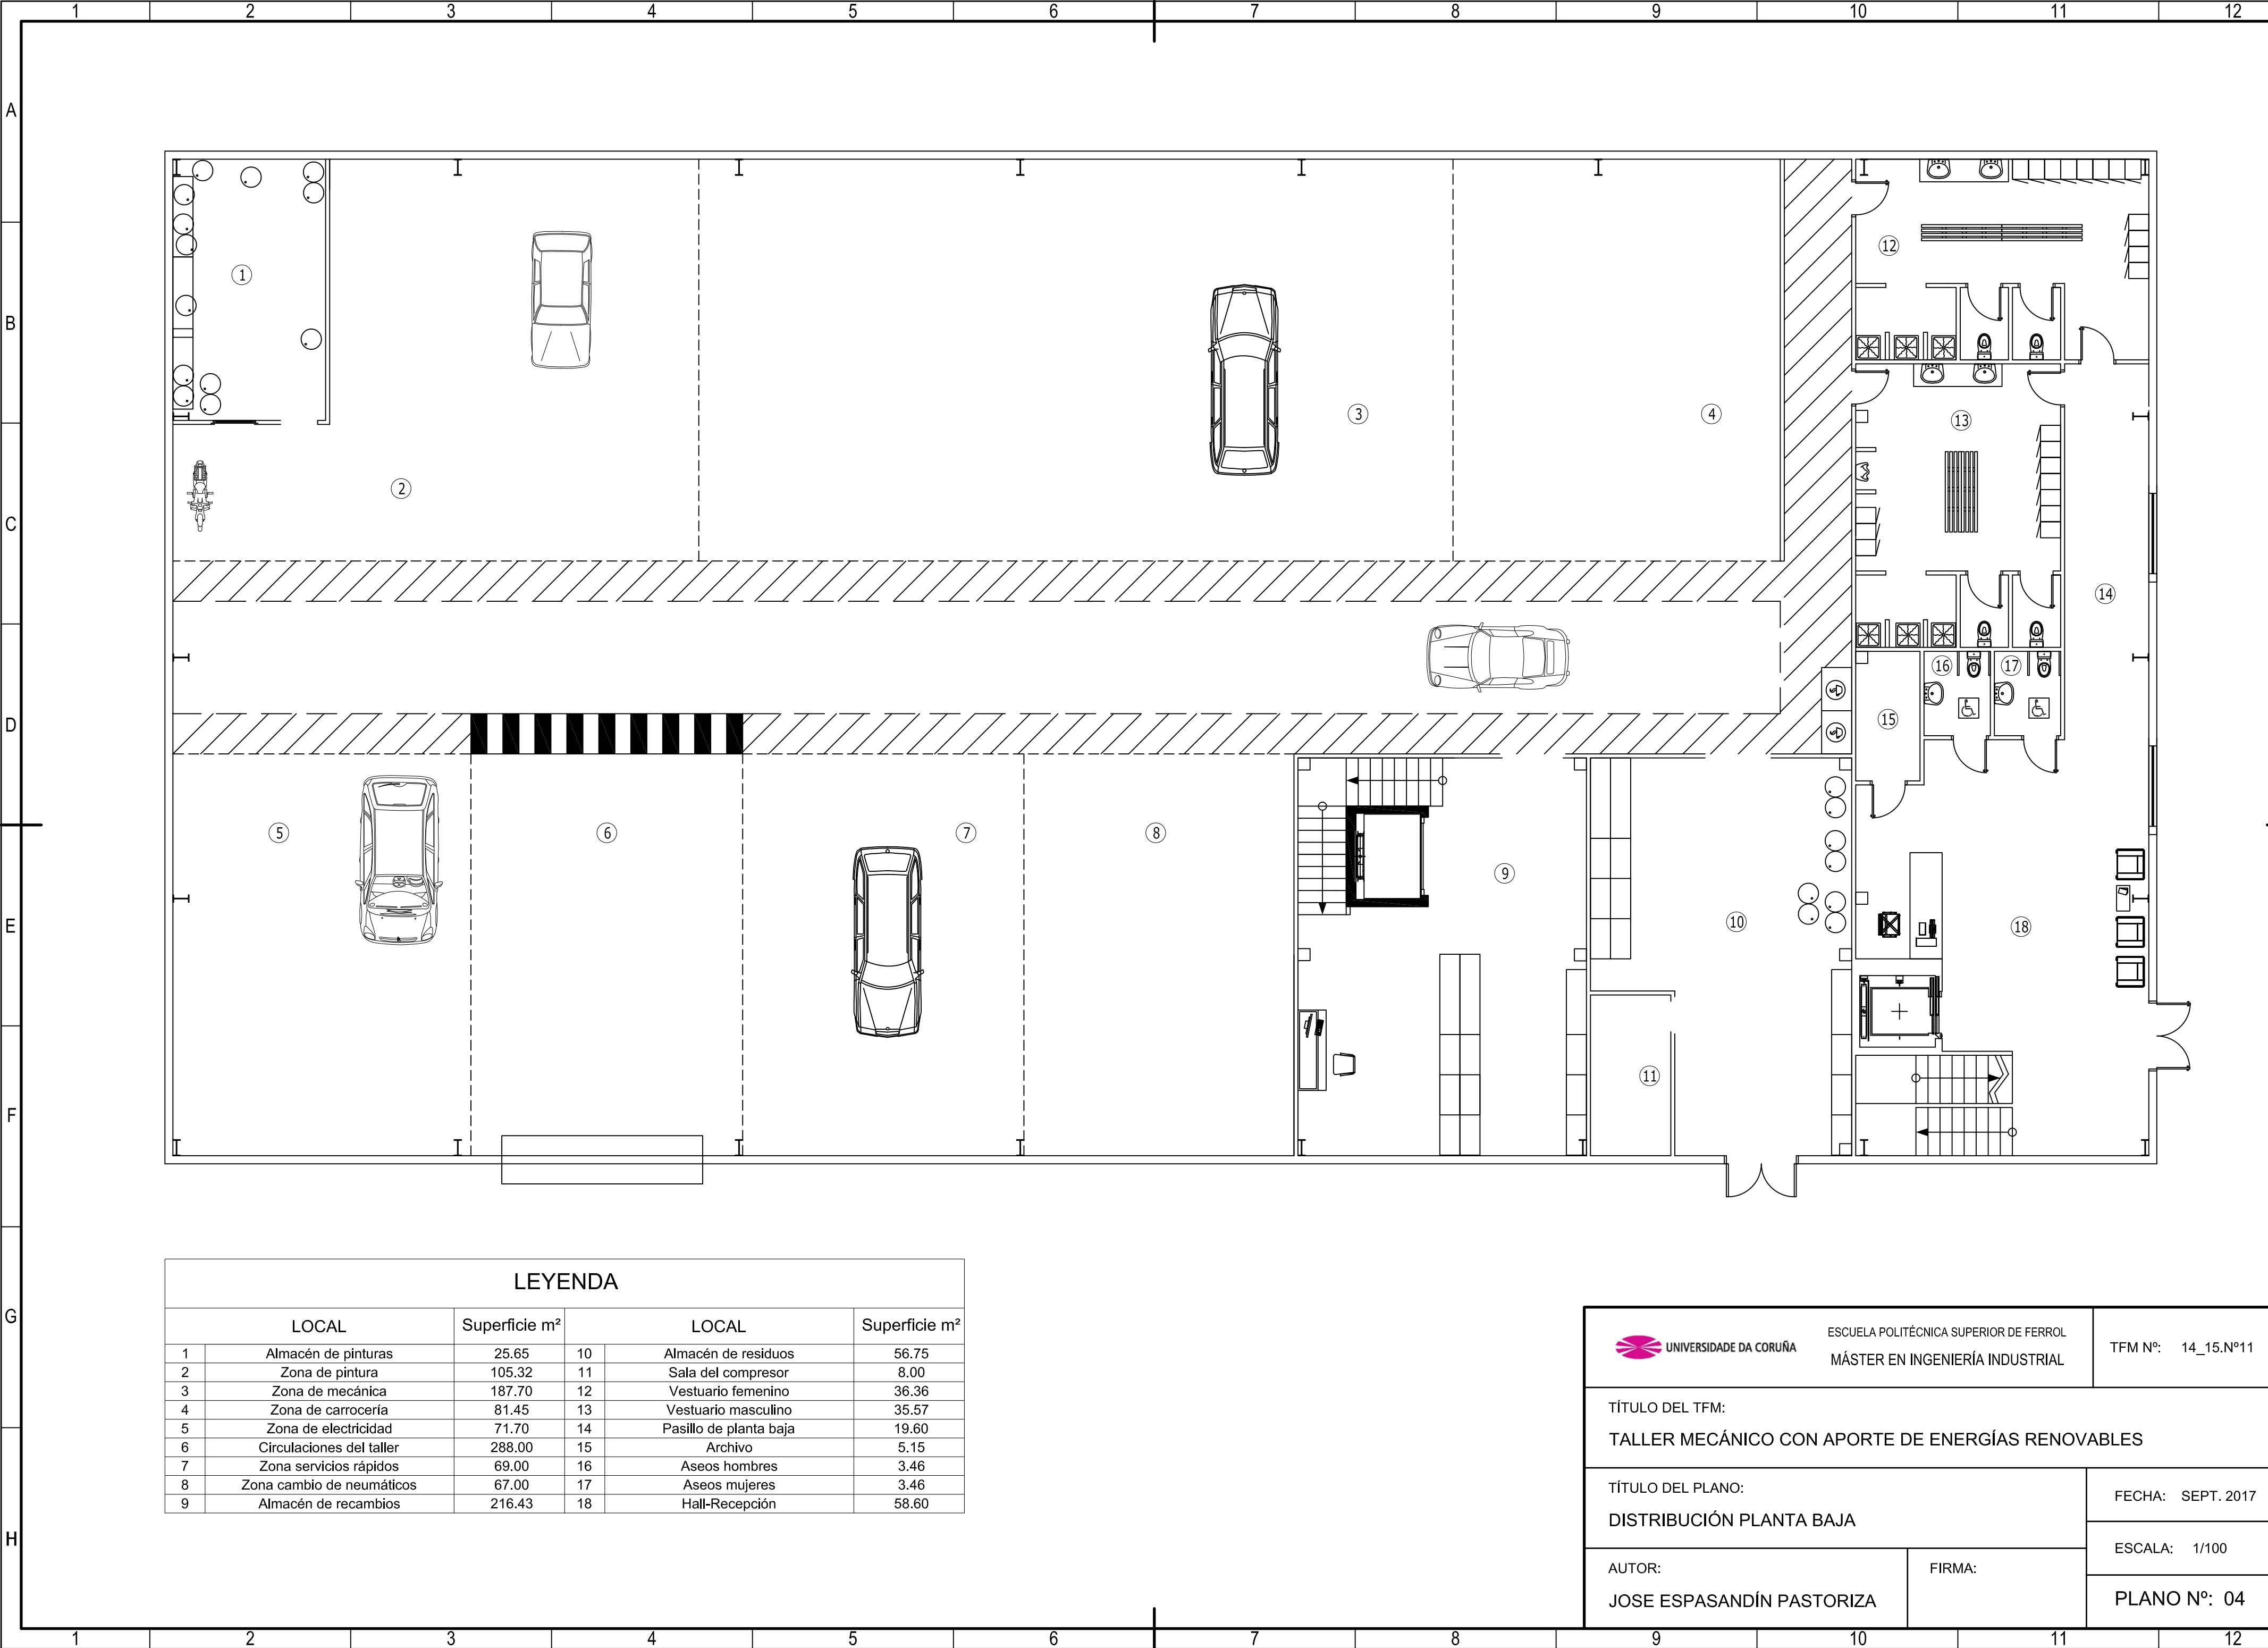 1 2 3 4 5 6 7 8 9 10 11 12
A
B
C
D
E
F
G
H
1
2
3
4
5
6
7
8
9
10
11
12
13
14
15
16
17
18
LEYENDA
LOCAL Superficie m² LOCAL Superficie m²
1 Almacén de pinturas 25.65 10 Almacén de residuos 56.75
2 Zona de pintura 105.32 11 Sala del compresor 8.00
3 Zona de mecánica 187.70 12 Vestuario femenino 36.36
4 Zona de carrocería 81.45 13 Vestuario masculino 35.57
5 Zona de electricidad 71.70 14 Pasillo de planta baja 19.60
6 Circulaciones del taller 288.00 15 Archivo 5.15
7 Zona servicios rápidos 69.00 16 Aseos hombres 3.46
8 Zona cambio de neumáticos 67.00 17 Aseos mujeres 3.46
9 Almacén de recambios 216.43 18 Hall-Recepción 58.60
UNIVERSIDADE DA CORUÑA
ESCUELA POLITÉCNICA SUPERIOR DE FERROL
MÁSTER EN INGENIERÍA INDUSTRIAL
TFM Nº: 14_15.Nº11
TÍTULO DEL TFM:
TALLER MECÁNICO CON APORTE DE ENERGÍAS RENOVABLES
TÍTULO DEL PLANO:
DISTRIBUCIÓN PLANTA BAJA
FECHA: SEPT. 2017
ESCALA: 1/100
AUTOR:
JOSE ESPASANDÍN PASTORIZA
FIRMA:
PLANO Nº: 04
1 2 3 4 5 6 7 8 9 10 11 12